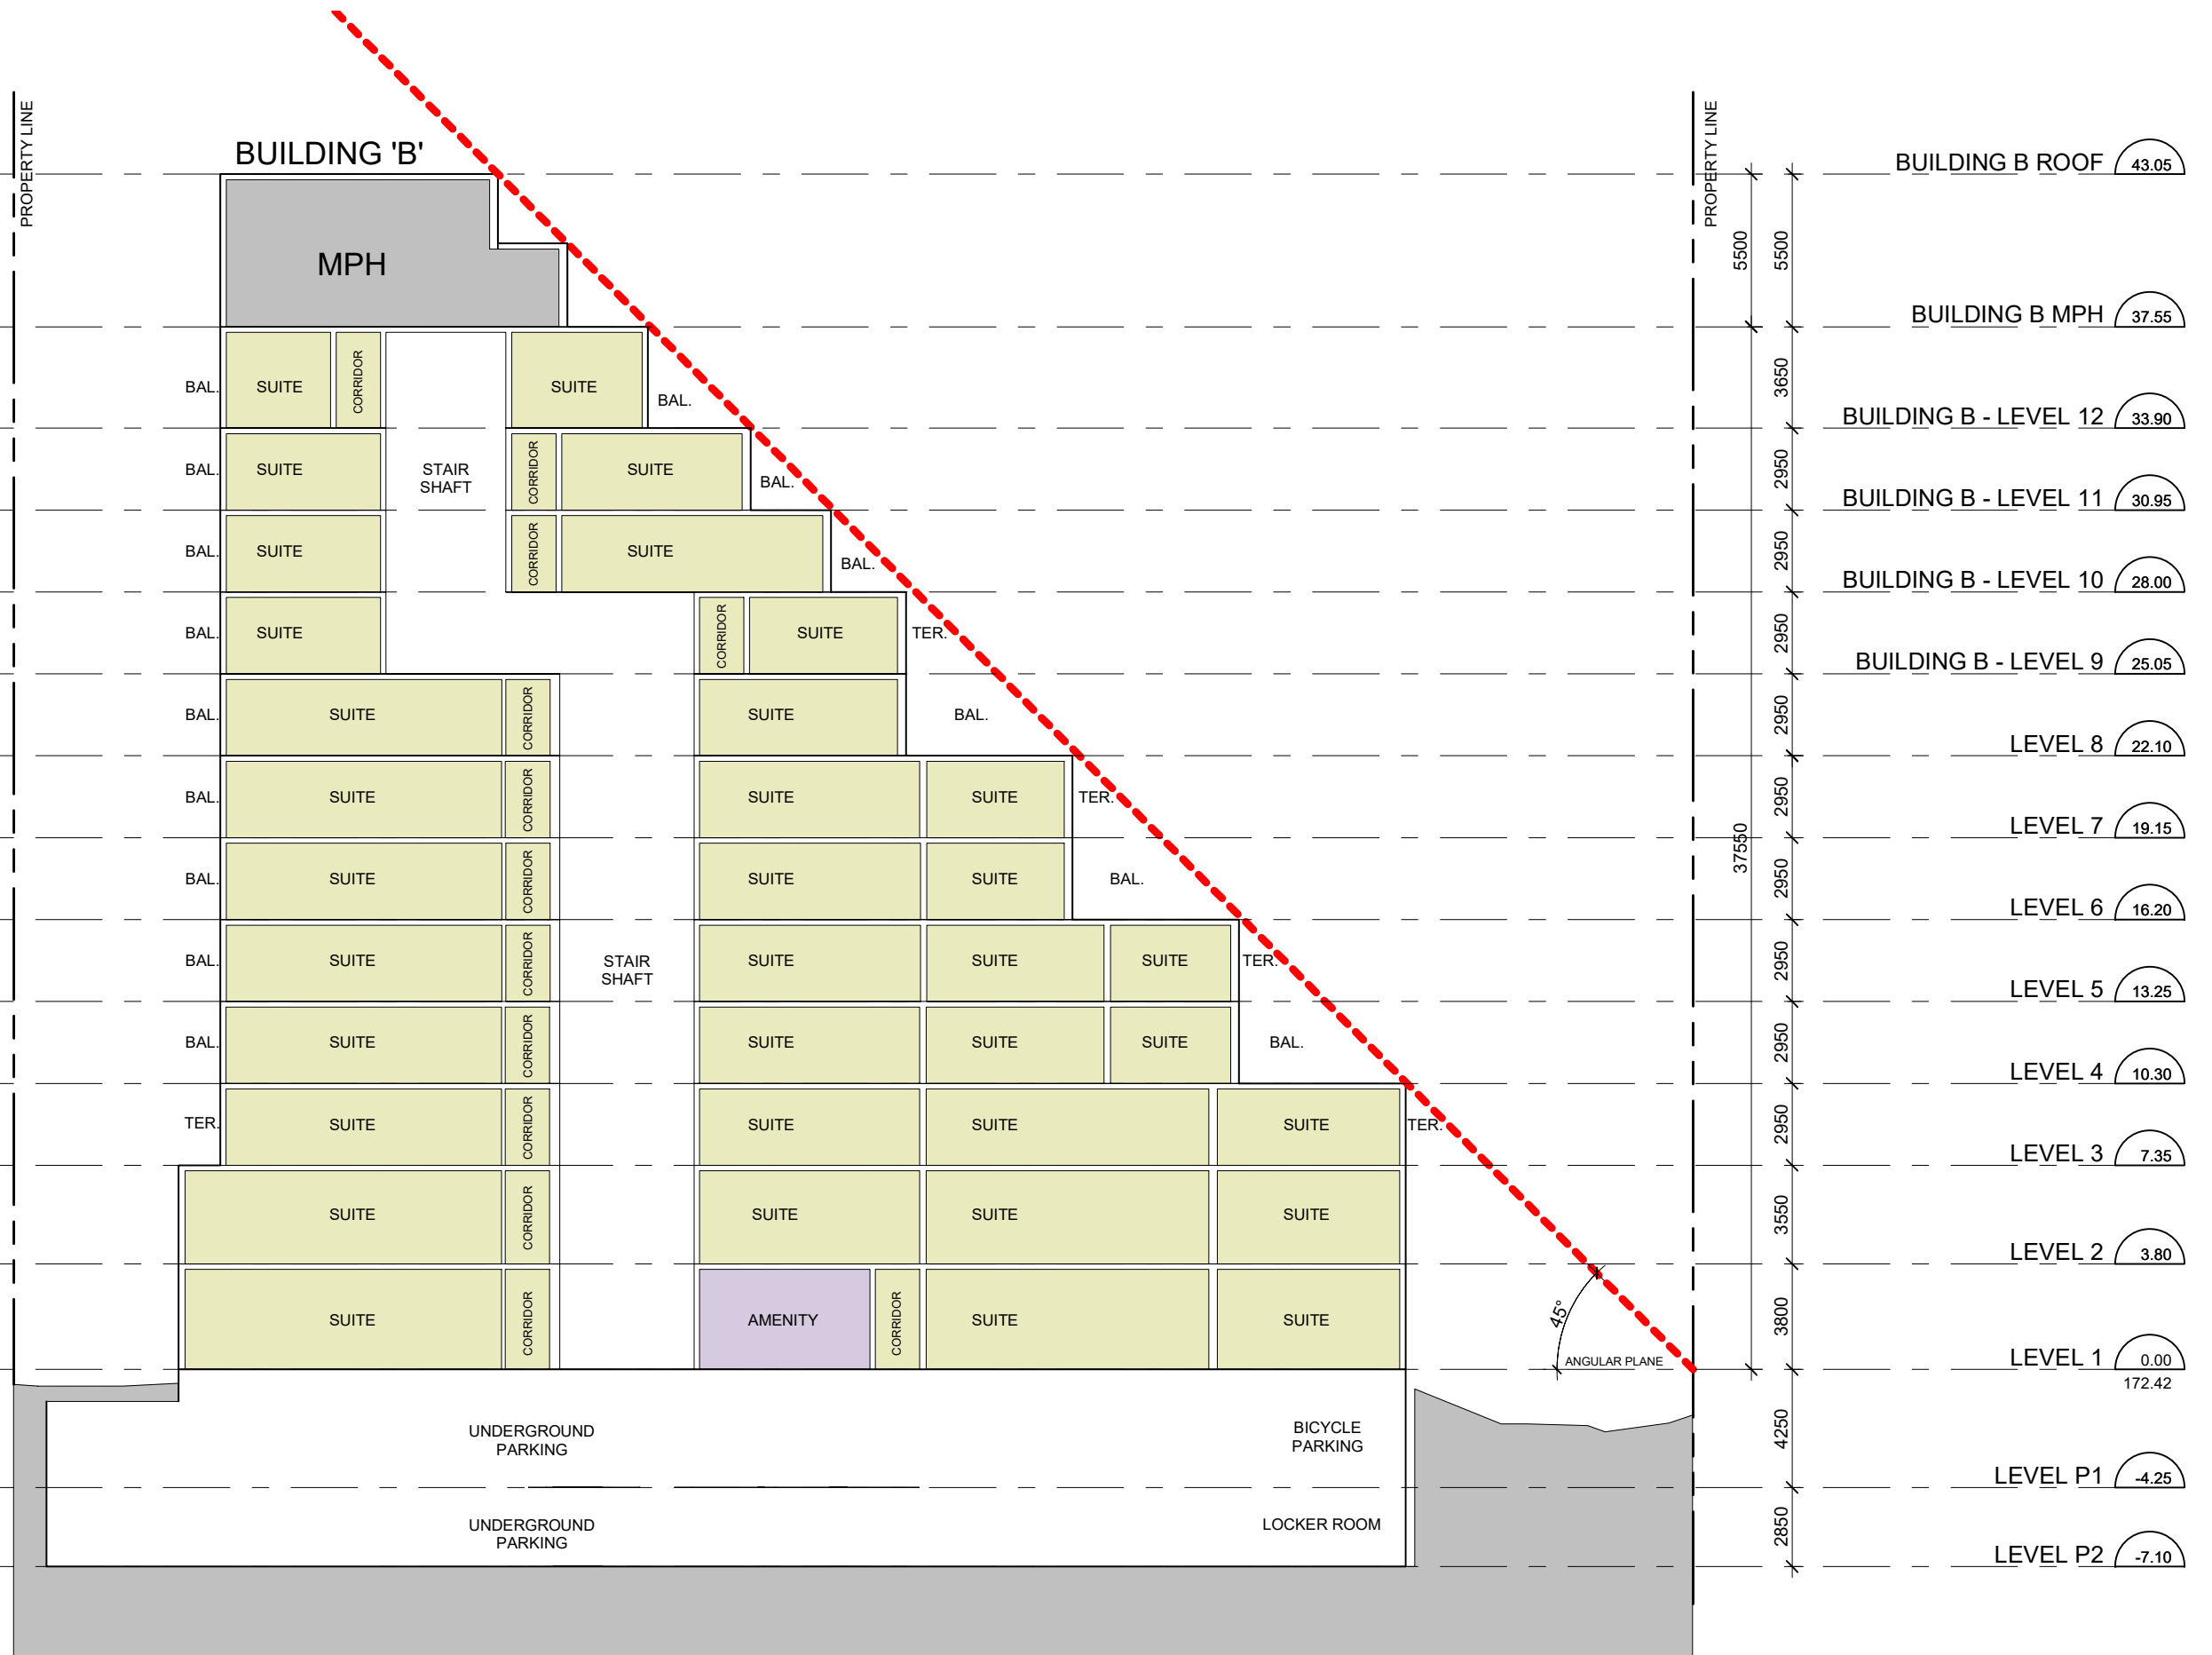 BUILDING 'B'
PROPERTY LINE
PROPERTY LINE
BUILDING B ROOF 43.05
MPH
5500
5500
BUILDING B MPH 37.55
BAL.
SUITE
CORRIDOR
SUITE
BAL.
3650
BUILDING B - LEVEL 12 33.90
BAL.
SUITE
STAIR
SHAFT
CORRIDOR
SUITE
BAL.
2950
BUILDING B - LEVEL 11 30.95
BAL.
SUITE
CORRIDOR
SUITE
BAL.
2950
BUILDING B - LEVEL 10 28.00
BAL.
SUITE
CORRIDOR
SUITE
TER.
2950
BUILDING B - LEVEL 9 25.05
BAL.
SUITE
CORRIDOR
SUITE
BAL.
2950
LEVEL 8 22.10
BAL.
SUITE
CORRIDOR
SUITE
SUITE
TER.
2950
LEVEL 7 19.15
37550
BAL.
SUITE
CORRIDOR
SUITE
SUITE
BAL.
2950
LEVEL 6 16.20
BAL.
SUITE
CORRIDOR
STAIR
SHAFT
SUITE
SUITE
SUITE
TER.
2950
LEVEL 5 13.25
BAL.
SUITE
CORRIDOR
SUITE
SUITE
SUITE
BAL.
2950
LEVEL 4 10.30
TER.
SUITE
CORRIDOR
SUITE
SUITE
SUITE
TER.
2950
LEVEL 3 7.35
SUITE
CORRIDOR
SUITE
SUITE
SUITE
3550
LEVEL 2 3.80
SUITE
CORRIDOR
AMENITY
CORRIDOR
SUITE
SUITE
45°
ANGULAR PLANE
3800
LEVEL 1 0.00
172.42
UNDERGROUND
PARKING
BICYCLE
PARKING
4250
LEVEL P1 -4.25
UNDERGROUND
PARKING
LOCKER ROOM
2850
LEVEL P2 -7.10